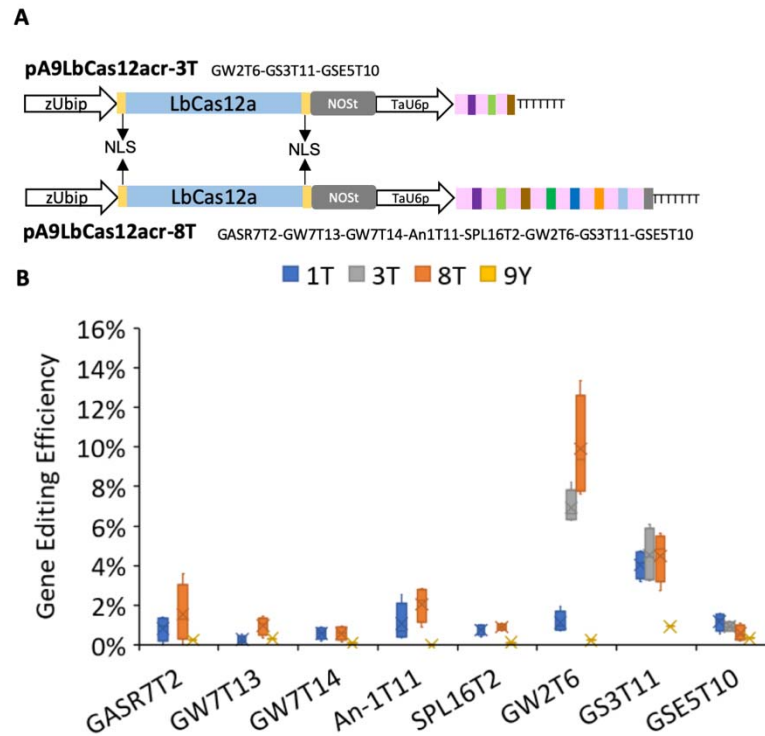 A
pA9LbCas12acr-3T GW2T6-GS3T11-GSE5T10
zUbip LbCas12a NOSt TaU6p TTTTTTT
NLS NLS
zUbip LbCas12a NOSt TaU6p TTTTTTT
pA9LbCas12acr-8T GASR7T2-GW7T13-GW7T14-An1T11-SPL16T2-GW2T6-GS3T11-GSE5T10
B
1T 3T 8T 9Y
Gene Editing Efficiency
16%
14%
12%
10%
8%
6%
4%
2%
0%
GASR7T2 GW7T13 GW7T14 An-1T11 SPL16T2 GW2T6 GS3T11 GSE5T10